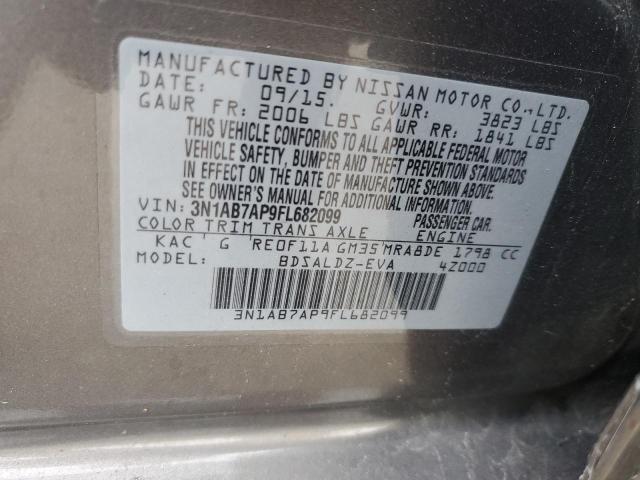 MANUFACTURED BY NISSAN MOTOR CO., LTD.
DATE: 09/15. GVWR: 3823 LBS
GAWR FR: 2006 LBS GAWR RR: 1841 LBS
THIS VEHICLE CONFORMS TO ALL APPLICABLE FEDERAL MOTOR
VEHICLE SAFETY, BUMPER AND THEFT PREVENTION STANDARDS
IN EFFECT ON THE DATE OF MANUFACTURE SHOWN ABOVE.
SEE OWNER'S MANUAL FOR ADDITIONAL INFORMATION.
VIN: 3N1AB7AP9FL682099 PASSENGER CAR.
COLOR TRIM TRANS AXLE ENGINE
KAC G RE0F11A GM35 MRA8DE 1798 CC
MODEL: BDSALDZ-EVA 4Z000
3N1AB7AP9FL682099